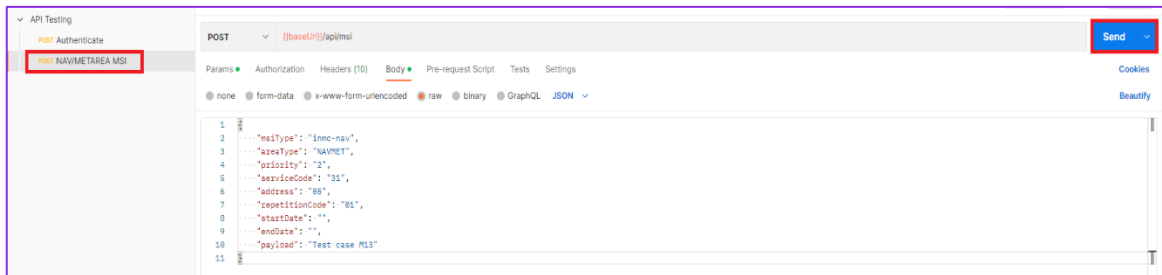 API Testing
POST Authenticate
POST NAV/METAREA MSI
POST {{baseUrl}}/api/msi Send
Params Authorization Headers (10) Body Pre-request Script Tests Settings Cookies
none form-data x-www-form-urlencoded raw binary GraphQL JSON Beautify
1 {
2 "msiType": "inmc-nav",
3 "areaType": "NAVMET",
4 "priority": "2",
5 "serviceCode": "31",
6 "address": "05",
7 "repetitionCode": "01",
8 "startDate": "",
9 "endDate": "",
10 "payload": "Test case M13"
11 }